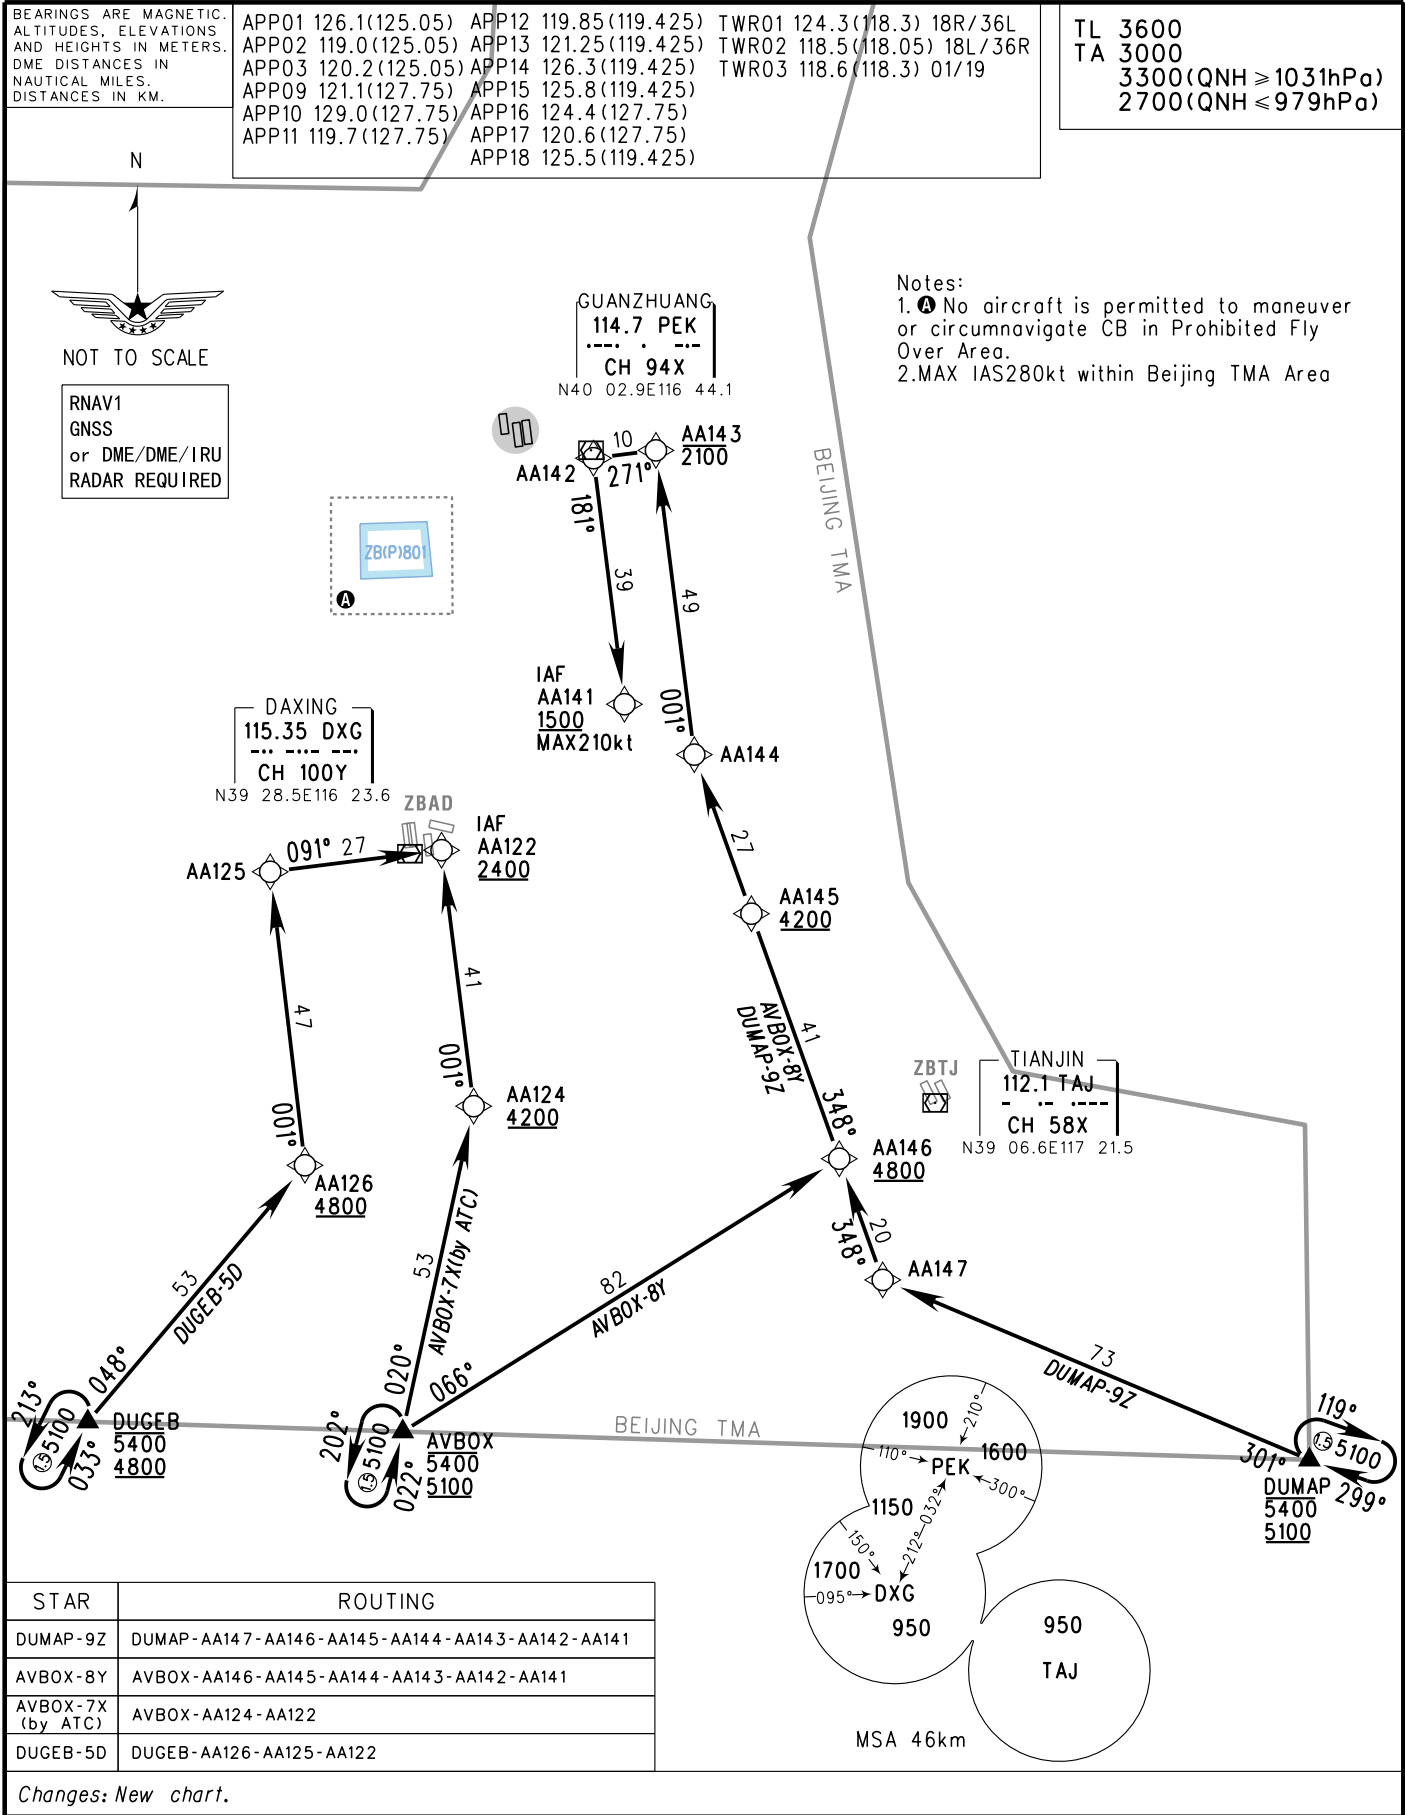 BEARINGS ARE MAGNETIC.
ALTITUDES, ELEVATIONS
AND HEIGHTS IN METERS.
DME DISTANCES IN
NAUTICAL MILES.
DISTANCES IN KM.
APP01 126.1(125.05) APP12 119.85(119.425) TWR01 124.3(118.3) 18R/36L
APP02 119.0(125.05) APP13 121.25(119.425) TWR02 118.5(118.05) 18L/36R
APP03 120.2(125.05) APP14 126.3(119.425) TWR03 118.6(118.3) 01/19
APP09 121.1(127.75) APP15 125.8(119.425)
APP10 129.0(127.75) APP16 124.4(127.75)
APP11 119.7(127.75) APP17 120.6(127.75)
APP18 125.5(119.425)
TL 3600
TA 3000
3300(QNH ≥1031hPa)
2700(QNH ≤979hPa)
N
NOT TO SCALE
RNAV1
GNSS
or DME/DME/IRU
RADAR REQUIRED
Notes:
1. A No aircraft is permitted to maneuver
or circumnavigate CB in Prohibited Fly
Over Area.
2.MAX IAS280kt within Beijing TMA Area
GUANZHUANG
114.7 PEK
CH 94X
N40 02.9E116 44.1
AA142
10
271°
AA143
2100
181°
39
49
001°
BEIJING TMA
ZB(P)801
A
IAF
AA141
1500
MAX210kt
AA144
27
DAXING
115.35 DXG
CH 100Y
N39 28.5E116 23.6
ZBAD
IAF
AA122
2400
AA125
091° 27
AA145
4200
47
41
001°
001°
AA124
4200
AVBOX-8Y
DUMAP-9Z
41
348°
ZBTJ
TIANJIN
112.1 TAJ
CH 58X
N39 06.6E117 21.5
AA146
4800
AA126
4800
20
348°
AA147
53
DUGEB-5D
048°
53
AVBOX-7X(by ATC)
020°
82
AVBOX-8Y
066°
73
DUMAP-9Z
301°
213°
1.5 5100
033°
DUGEB
5400
4800
202°
1.5 5100
022°
AVBOX
5400
5100
BEIJING TMA
119°
1.5 5100
299°
DUMAP
5400
5100
1900
210°
1600
110°
PEK
300°
1150
032°
212°
150°
1700
095°
DXG
950
950
TAJ
MSA 46km
STAR ROUTING
DUMAP-9Z DUMAP-AA147-AA146-AA145-AA144-AA143-AA142-AA141
AVBOX-8Y AVBOX-AA146-AA145-AA144-AA143-AA142-AA141
AVBOX-7X
(by ATC) AVBOX-AA124-AA122
DUGEB-5D DUGEB-AA126-AA125-AA122
Changes: New chart.